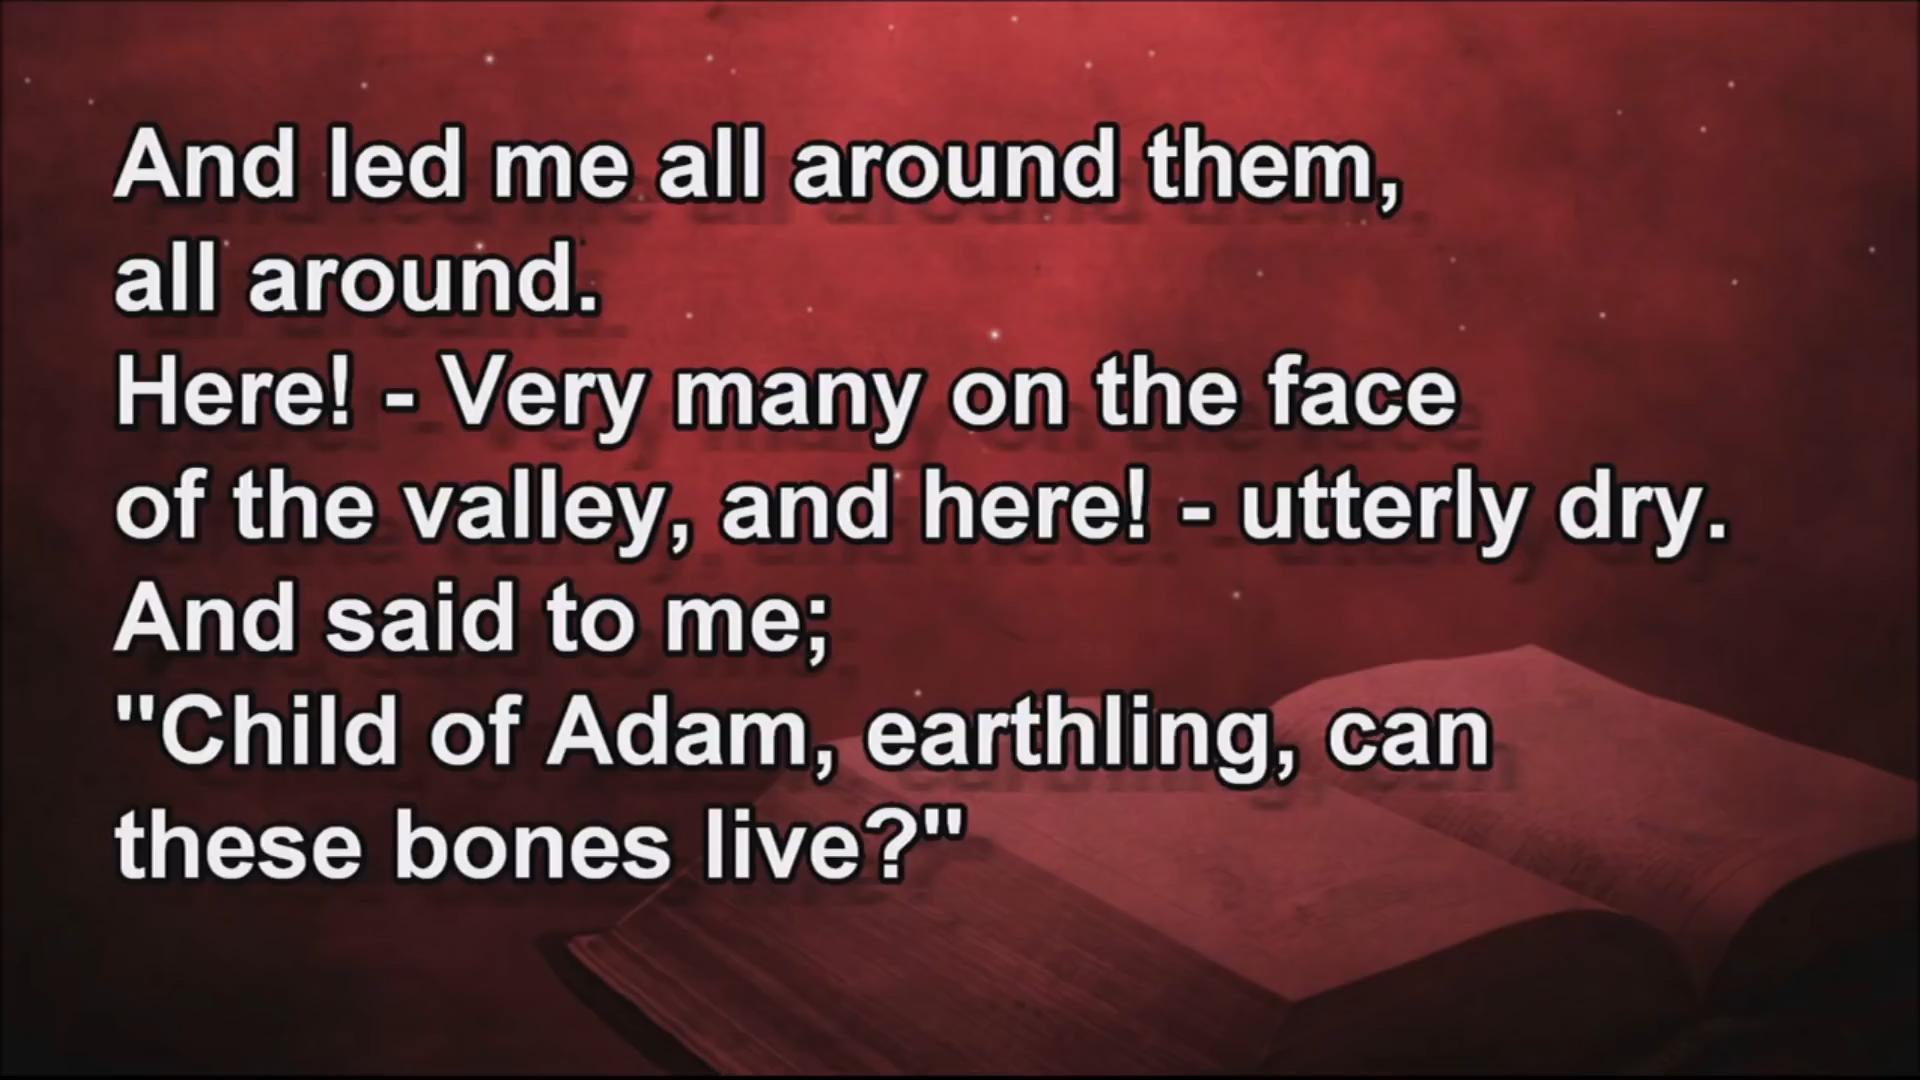 And led me all around them,
all around.
Here! - Very many on the face
of the valley, and here! - utterly dry.
And said to me;
"Child of Adam, earthling, can
these bones live?"